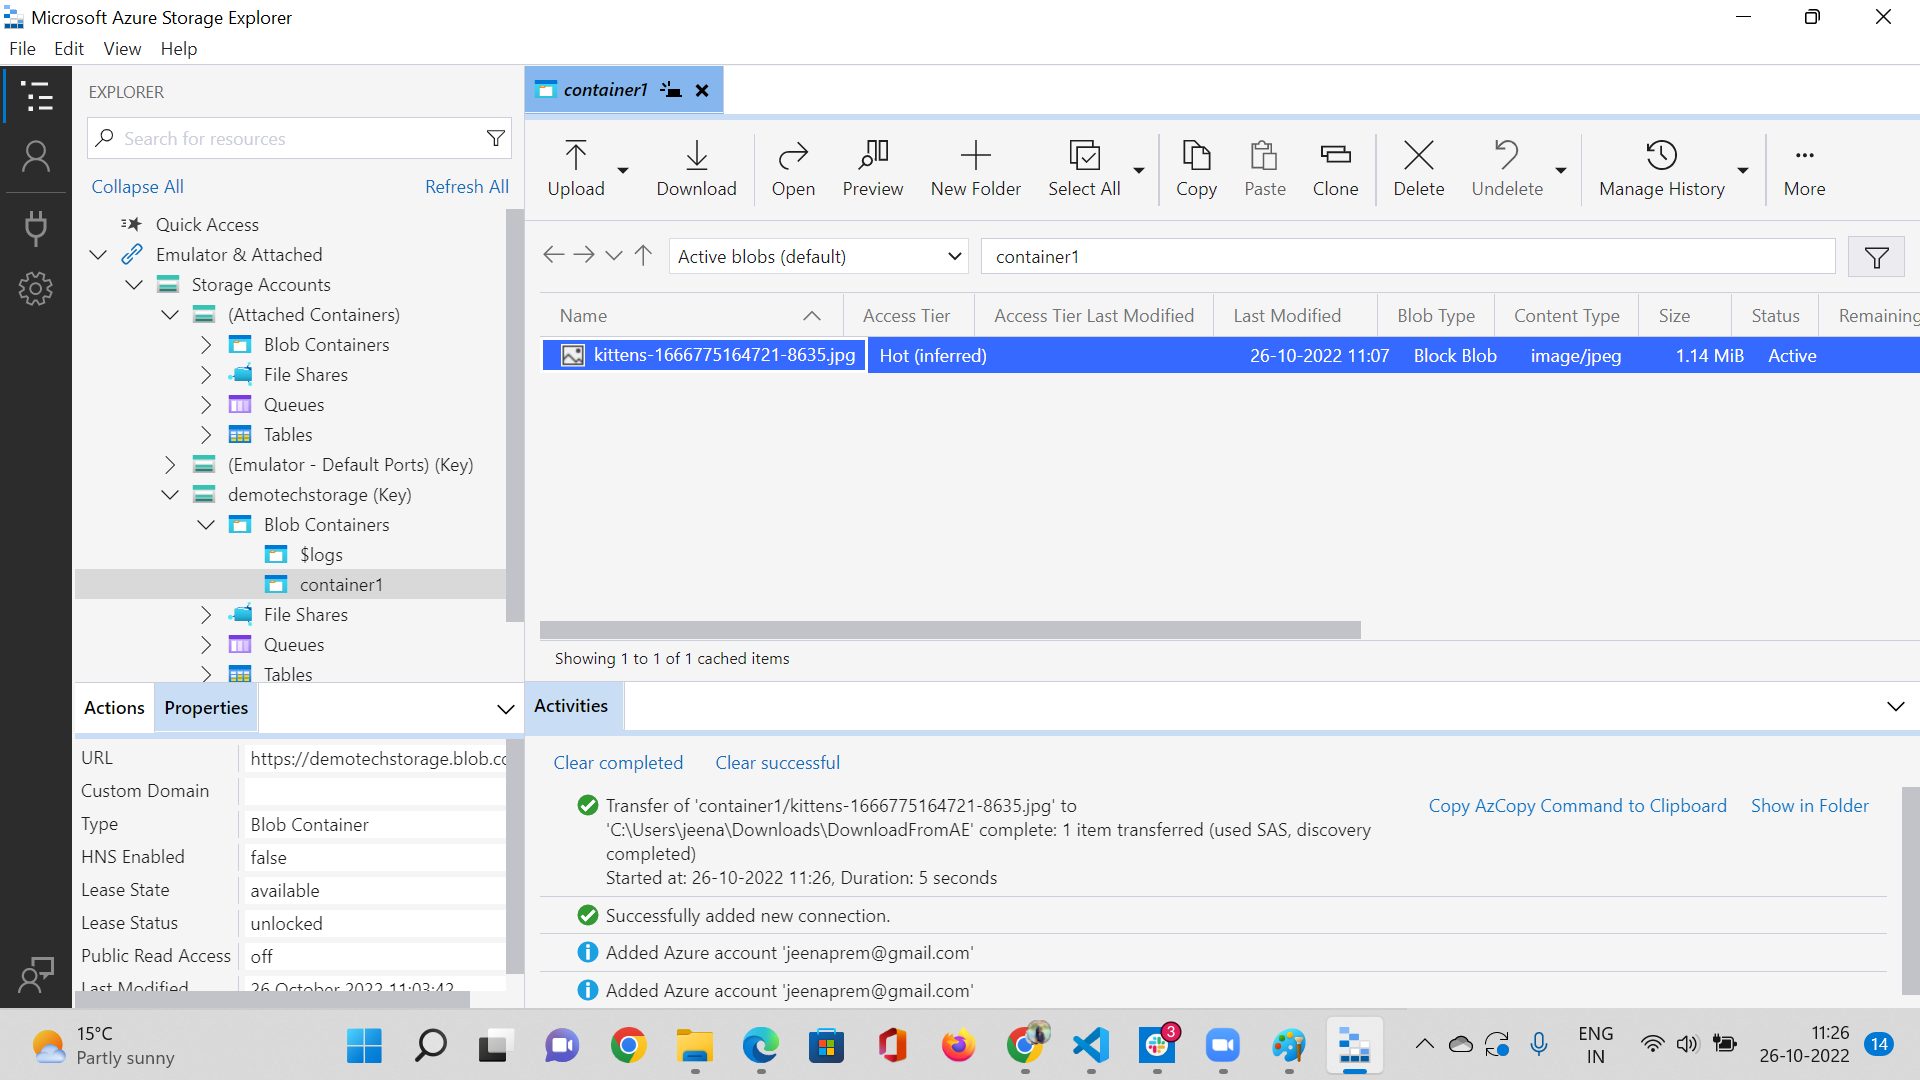 Microsoft Azure Storage Explorer
File Edit View Help
EXPLORER
Search for resources
Collapse All Refresh All
Quick Access
Emulator & Attached
Storage Accounts
(Attached Containers)
Blob Containers
File Shares
Queues
Tables
(Emulator - Default Ports) (Key)
demotechstorage (Key)
Blob Containers
$logs
container1
File Shares
Queues
Tables
Actions Properties
URL https://demotechstorage.blob.co
Custom Domain
Type Blob Container
HNS Enabled false
Lease State available
Lease Status unlocked
Public Read Access off
Last Modified 26 October 2022 11:03:42
container1
Upload Download Open Preview New Folder Select All Copy Paste Clone Delete Undelete Manage History More
Active blobs (default) container1
Name Access Tier Access Tier Last Modified Last Modified Blob Type Content Type Size Status Remaining
kittens-1666775164721-8635.jpg Hot (inferred) 26-10-2022 11:07 Block Blob image/jpeg 1.14 MiB Active
Showing 1 to 1 of 1 cached items
Activities
Clear completed Clear successful
Transfer of 'container1/kittens-1666775164721-8635.jpg' to
'C:\Users\jeena\Downloads\DownloadFromAE' complete: 1 item transferred (used SAS, discovery
completed)
Started at: 26-10-2022 11:26, Duration: 5 seconds
Copy AzCopy Command to Clipboard Show in Folder
Successfully added new connection.
Added Azure account 'jeenaprem@gmail.com'
Added Azure account 'jeenaprem@gmail.com'
15°C
Partly sunny
3
ENG
IN
11:26
26-10-2022
14